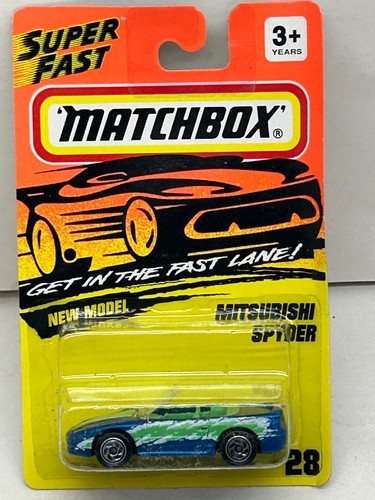 SUPER
FAST
3+
YEARS
'MATCHBOX'®
GET IN THE FAST LANE!
NEW MODEL
MITSUBISHI
SPYDER
28